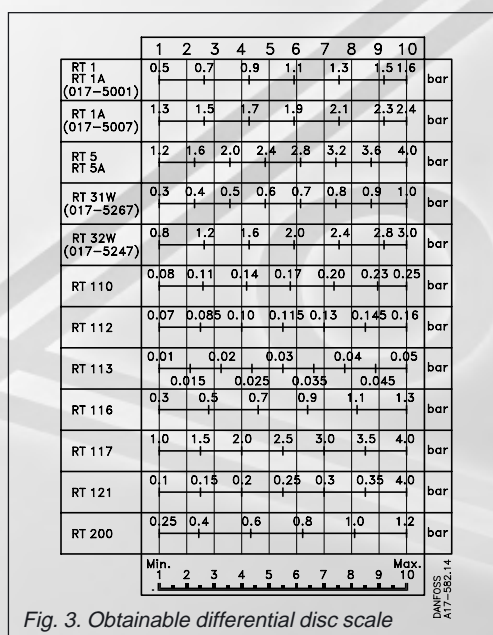 1 2 3 4 5 6 7 8 9 10
RT 1
RT 1A
(017-5001)
0.5 0.7 0.9 1.1 1.3 1.5 1.6
bar
RT 1A
(017-5007)
1.3 1.5 1.7 1.9 2.1 2.3 2.4
bar
RT 5
RT 5A
1.2 1.6 2.0 2.4 2.8 3.2 3.6 4.0
bar
RT 31W
(017-5267)
0.3 0.4 0.5 0.6 0.7 0.8 0.9 1.0
bar
RT 32W
(017-5247)
0.8 1.2 1.6 2.0 2.4 2.8 3.0
bar
RT 110
0.08 0.11 0.14 0.17 0.20 0.23 0.25
bar
RT 112
0.07 0.085 0.10 0.115 0.13 0.145 0.16
bar
RT 113
0.01 0.02 0.03 0.04 0.05
0.015 0.025 0.035 0.045
bar
RT 116
0.3 0.5 0.7 0.9 1.1 1.3
bar
RT 117
1.0 1.5 2.0 2.5 3.0 3.5 4.0
bar
RT 121
0.1 0.15 0.2 0.25 0.3 0.35 4.0
bar
RT 200
0.25 0.4 0.6 0.8 1.0 1.2
bar
Min. Max.
1 2 3 4 5 6 7 8 9 10
DANFOSS
A17-582.14
Fig. 3. Obtainable differential disc scale